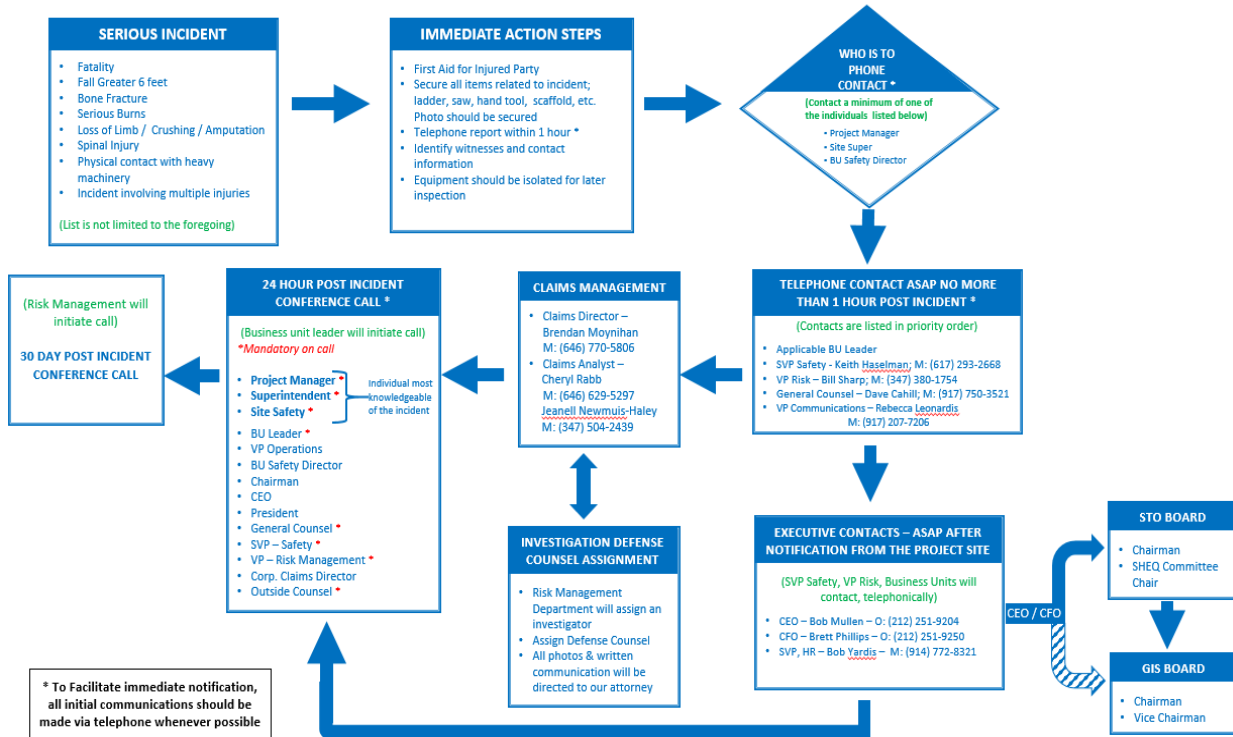 SERIOUS INCIDENT
• Fatality
• Fall Greater 6 feet
• Bone Fracture
• Serious Burns
• Loss of Limb / Crushing / Amputation
• Spinal Injury
• Physical contact with heavy
machinery
• Incident involving multiple injuries
(List is not limited to the foregoing)
IMMEDIATE ACTION STEPS
• First Aid for Injured Party
• Secure all items related to incident;
ladder, saw, hand tool, scaffold, etc.
Photo should be secured
• Telephone report within 1 hour *
• Identify witnesses and contact
information
• Equipment should be isolated for later
inspection
WHO IS TO
PHONE
CONTACT *
(Contact a minimum of one of
the individuals listed below)
• Project Manager
• Site Super
• BU Safety Director
TELEPHONE CONTACT ASAP NO MORE
THAN 1 HOUR POST INCIDENT *
(Contacts are listed in priority order)
• Applicable BU Leader
• SVP Safety - Keith Haselman; M: (617) 293-2668
• VP Risk – Bill Sharp; M: (347) 380-1754
• General Counsel – Dave Cahill; M: (917) 750-3521
• VP Communications – Rebecca Leonardis
M: (917) 207-7206
CLAIMS MANAGEMENT
• Claims Director –
Brendan Moynihan
M: (646) 770-5806
• Claims Analyst –
Cheryl Rabb
M: (646) 629-5297
Jeanell Newmuis-Haley
M: (347) 504-2439
24 HOUR POST INCIDENT
CONFERENCE CALL *
(Business unit leader will initiate call)
*Mandatory on call
• Project Manager *
• Superintendent *
• Site Safety *
Individual most
knowledgeable
of the incident
• BU Leader *
• VP Operations
• BU Safety Director
• Chairman
• CEO
• President
• General Counsel *
• SVP – Safety *
• VP – Risk Management *
• Corp. Claims Director
• Outside Counsel *
(Risk Management will
initiate call)
30 DAY POST INCIDENT
CONFERENCE CALL
INVESTIGATION DEFENSE
COUNSEL ASSIGNMENT
• Risk Management
Department will assign an
investigator
• Assign Defense Counsel
• All photos & written
communication will be
directed to our attorney
EXECUTIVE CONTACTS – ASAP AFTER
NOTIFICATION FROM THE PROJECT SITE
(SVP Safety, VP Risk, Business Units will
contact, telephonically)
• CEO – Bob Mullen – O: (212) 251-9204
• CFO – Brett Phillips – O: (212) 251-9250
• SVP, HR – Bob Yardis – M: (914) 772-8321
CEO / CFO
STO BOARD
• Chairman
• SHEQ Committee
Chair
GIS BOARD
• Chairman
• Vice Chairman
* To Facilitate immediate notification,
all initial communications should be
made via telephone whenever possible